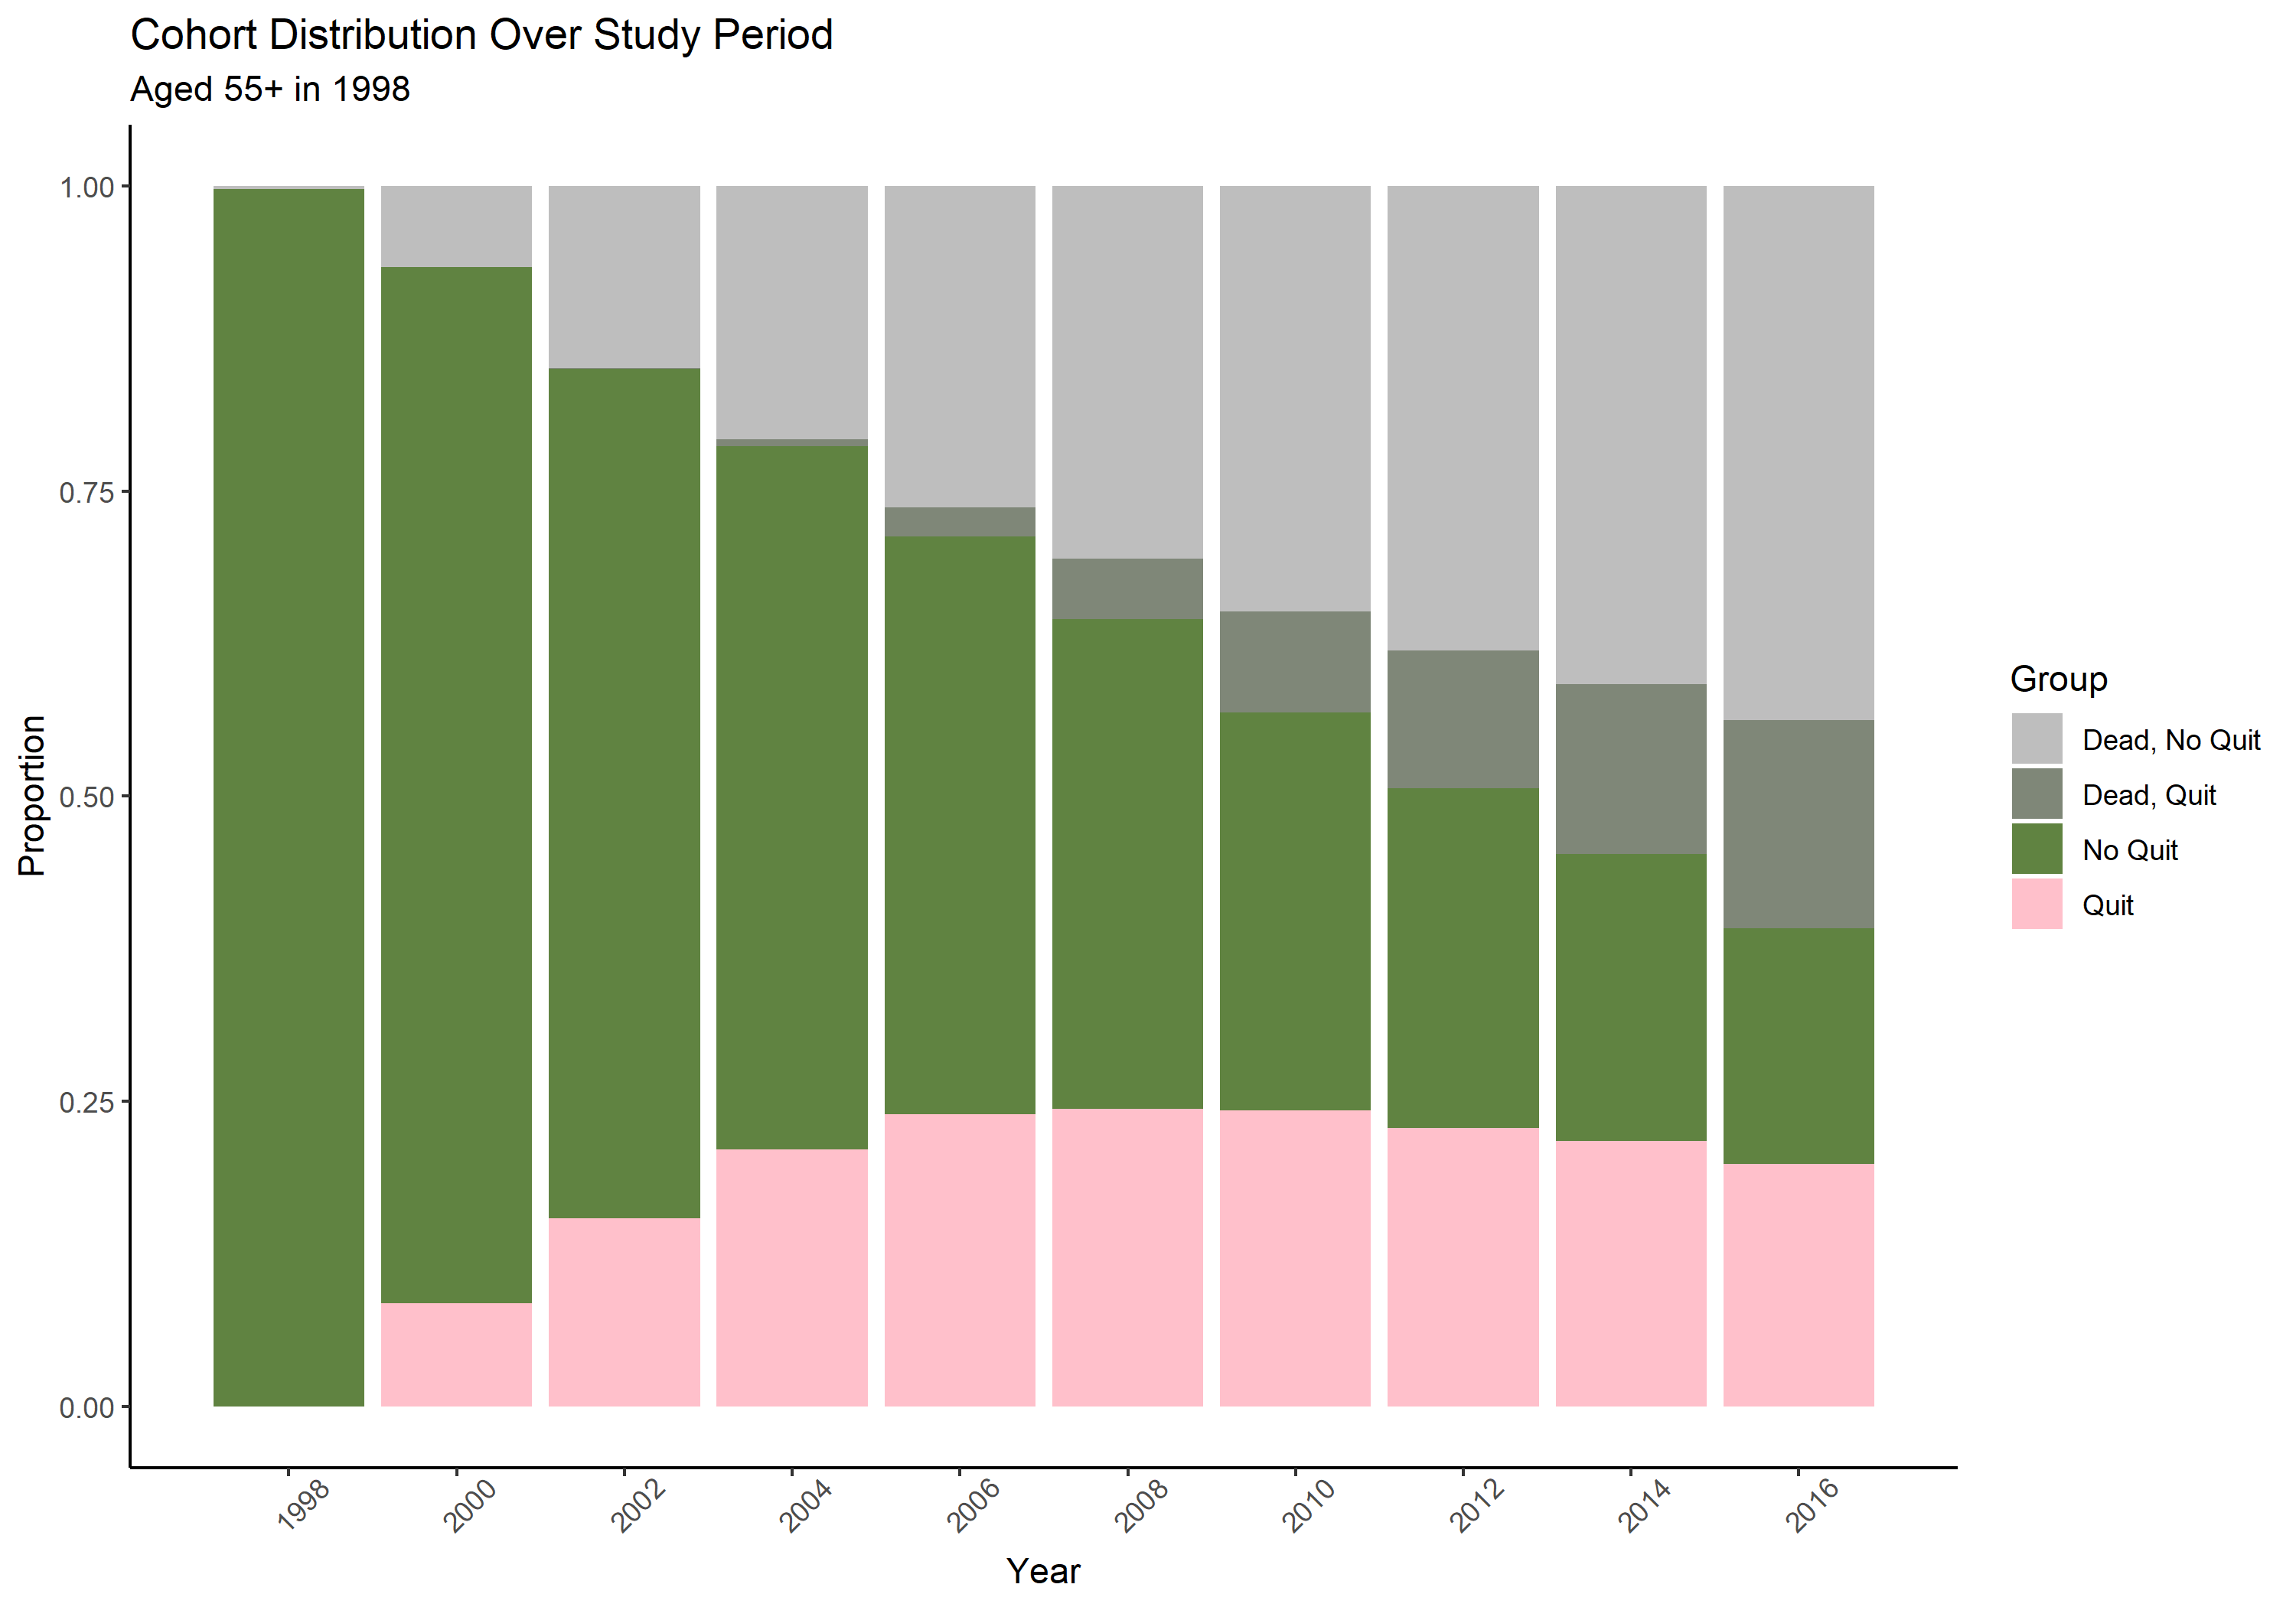 Cohort Distribution Over Study Period
Aged 55+ in 1998
Proportion
1.00
0.75
0.50
0.25
0.00
1998
2000
2002
2004
2006
2008
2010
2012
2014
2016
Year
Group
Dead, No Quit
Dead, Quit
No Quit
Quit